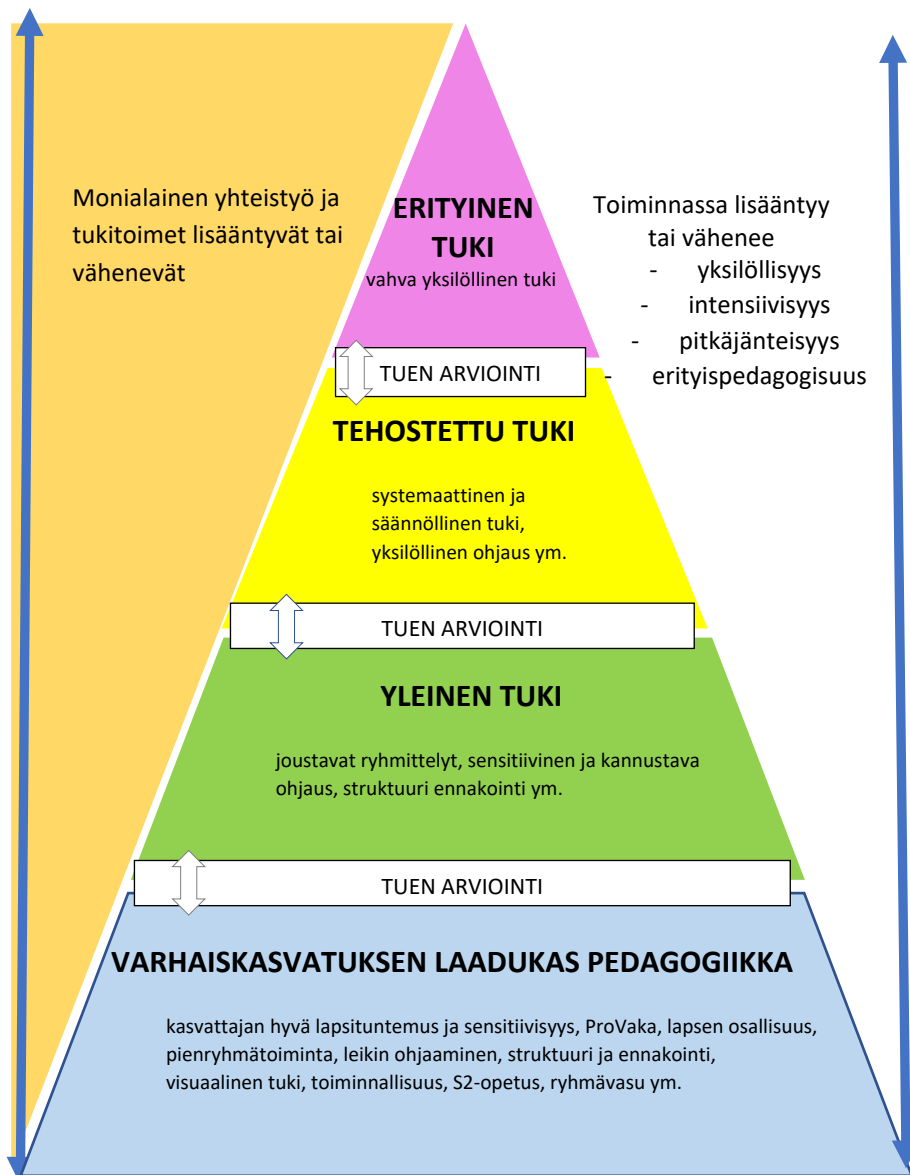 Monialainen yhteistyö ja
tukitoimet lisääntyvät tai
vähenevät
ERITYINEN
TUKI
vahva yksilöllinen tuki
Toiminnassa lisääntyy
tai vähenee
- yksilöllisyys
- intensiivisyys
- pitkäjänteisyys
- erityispedagogisuus
TUEN ARVIOINTI
TEHOSTETTU TUKI
systemaattinen ja
säännöllinen tuki,
yksilöllinen ohjaus ym.
TUEN ARVIOINTI
YLEINEN TUKI
joustavat ryhmittelyt, sensitiivinen ja kannustava
ohjaus, struktuuri ennakointi ym.
TUEN ARVIOINTI
VARHAISKASVATUKSEN LAADUKAS PEDAGOGIIKKA
kasvattajan hyvä lapsituntemus ja sensitiivisyys, ProVaka, lapsen osallisuus,
pienryhmätoiminta, leikin ohjaaminen, struktuuri ja ennakointi,
visuaalinen tuki, toiminnallisuus, S2-opetus, ryhmävasu ym.